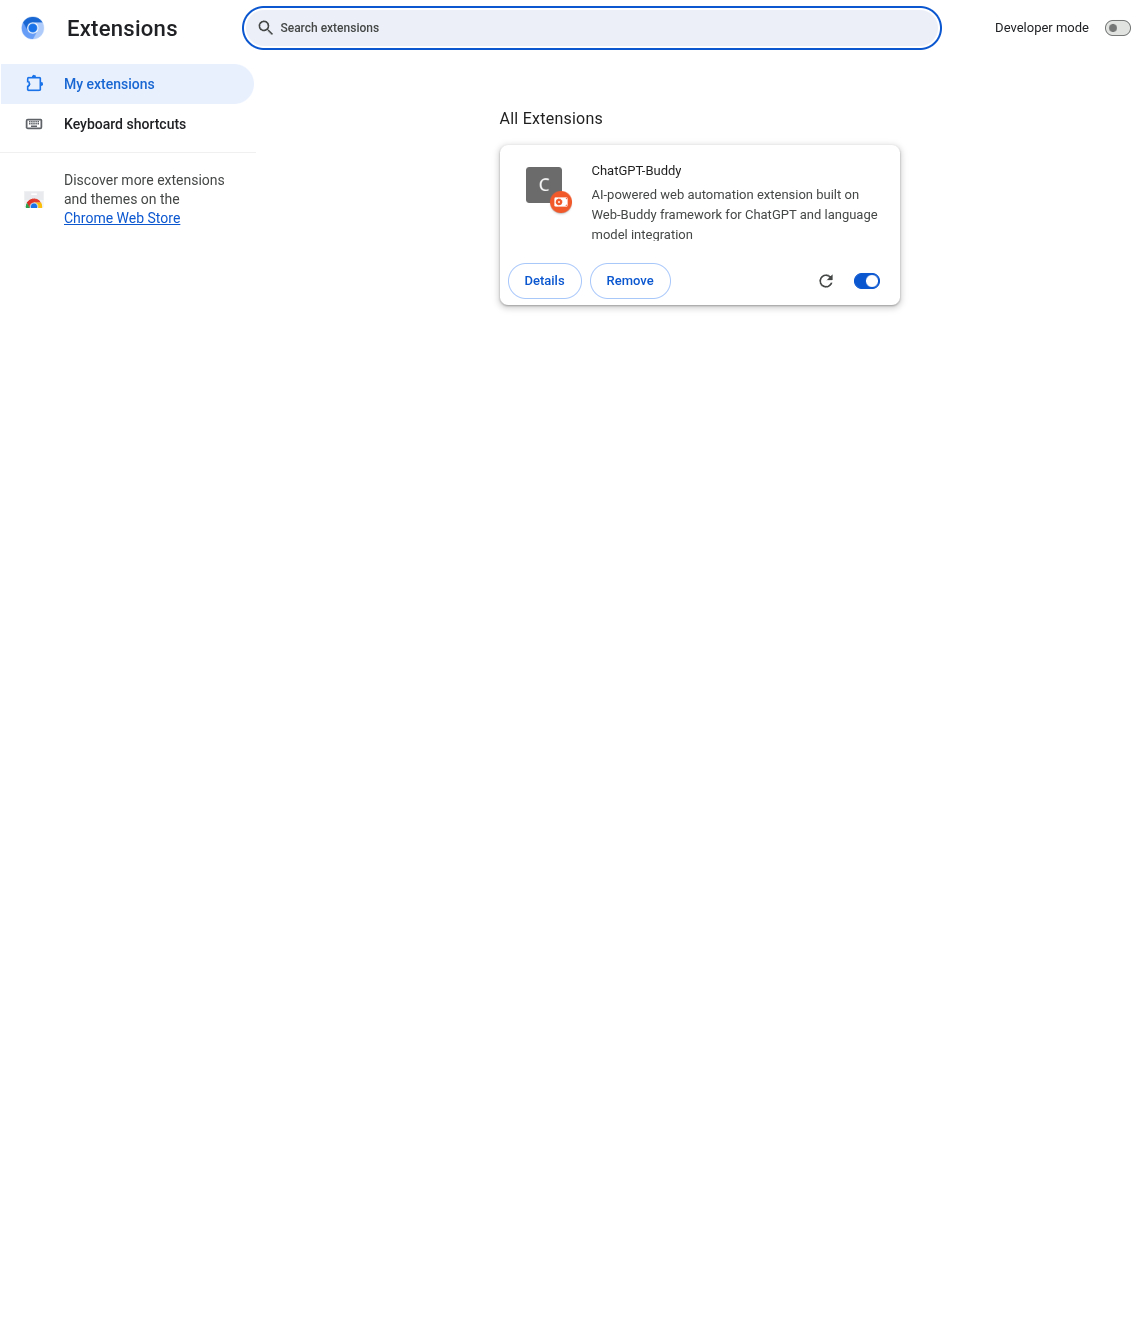 Extensions
Search extensions
Developer mode
My extensions
Keyboard shortcuts
Discover more extensions
and themes on the
Chrome Web Store
All Extensions
C
ChatGPT-Buddy
AI-powered web automation extension built on
Web-Buddy framework for ChatGPT and language
model integration
Details
Remove